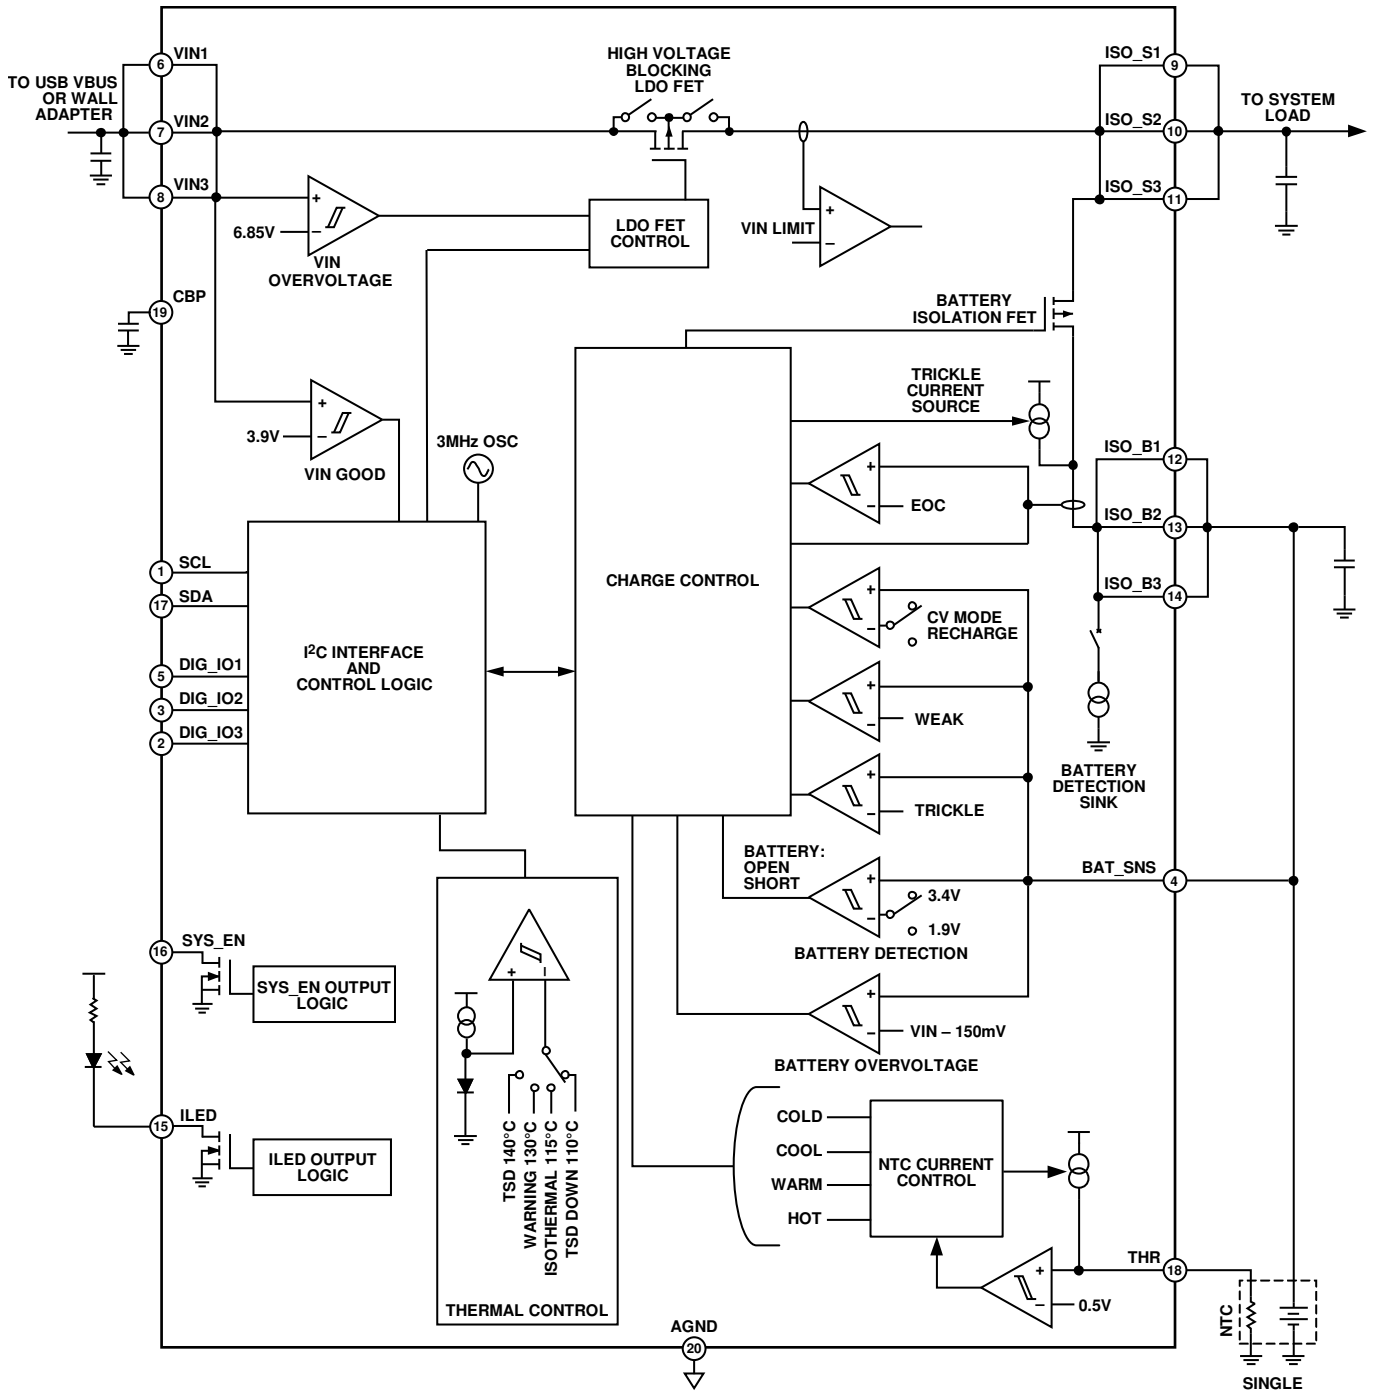 VIN1
6
TO USB VBUS
OR WALL
ADAPTER
VIN2
7
VIN3
8
HIGH VOLTAGE
BLOCKING
LDO FET
ISO_S1
9
TO SYSTEM
LOAD
ISO_S2
10
ISO_S3
11
+
6.85V
–
VIN
OVERVOLTAGE
LDO FET
CONTROL
+
VIN LIMIT
–
CBP
19
BATTERY
ISOLATION FET
+
3.9V
–
VIN GOOD
3MHz OSC
TRICKLE
CURRENT
SOURCE
ISO_B1
12
+
–
EOC
ISO_B2
13
ISO_B3
14
CHARGE CONTROL
+
–
CV MODE
RECHARGE
SCL
1
SDA
17
DIG_IO1
5
DIG_IO2
3
DIG_IO3
2
I2C INTERFACE
AND
CONTROL LOGIC
+
–
WEAK
+
–
TRICKLE
BATTERY
DETECTION
SINK
BATTERY:
OPEN
SHORT
+
–
3.4V
1.9V
BATTERY DETECTION
BAT_SNS
4
SYS_EN
16
SYS_EN OUTPUT
LOGIC
+
–
+
–
VIN – 150mV
BATTERY OVERVOLTAGE
ILED
15
ILED OUTPUT
LOGIC
TSD 140°C
WARNING 130°C
ISOTHERMAL 115°C
TSD DOWN 110°C
THERMAL CONTROL
COLD
COOL
WARM
HOT
NTC CURRENT
CONTROL
+
–
0.5V
THR
18
NTC
AGND
20
SINGLE